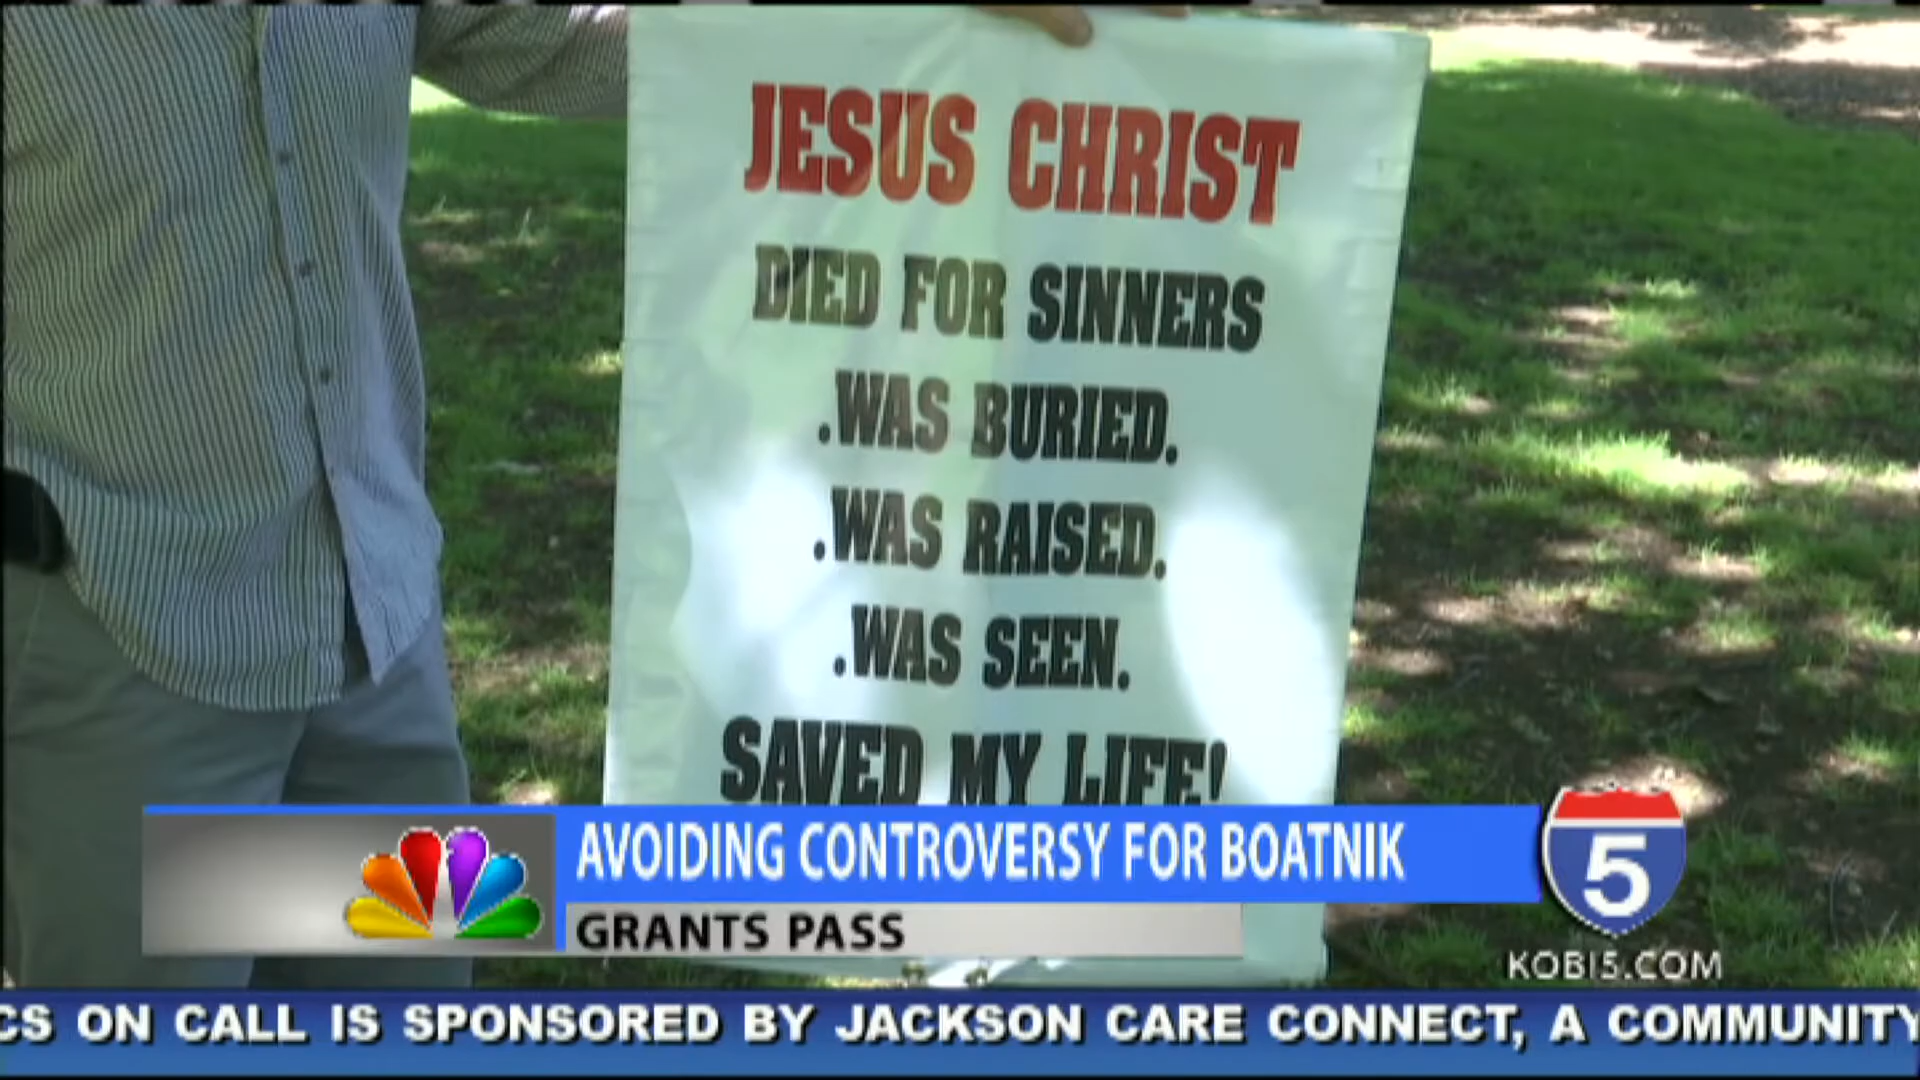 JESUS CHRIST
DIED FOR SINNERS
.WAS BURIED.
.WAS RAISED.
.WAS SEEN.
SAVED MY LIFE!
AVOIDING CONTROVERSY FOR BOATNIK
GRANTS PASS
5
KOBI5.COM
CS ON CALL IS SPONSORED BY JACKSON CARE CONNECT, A COMMUNITY